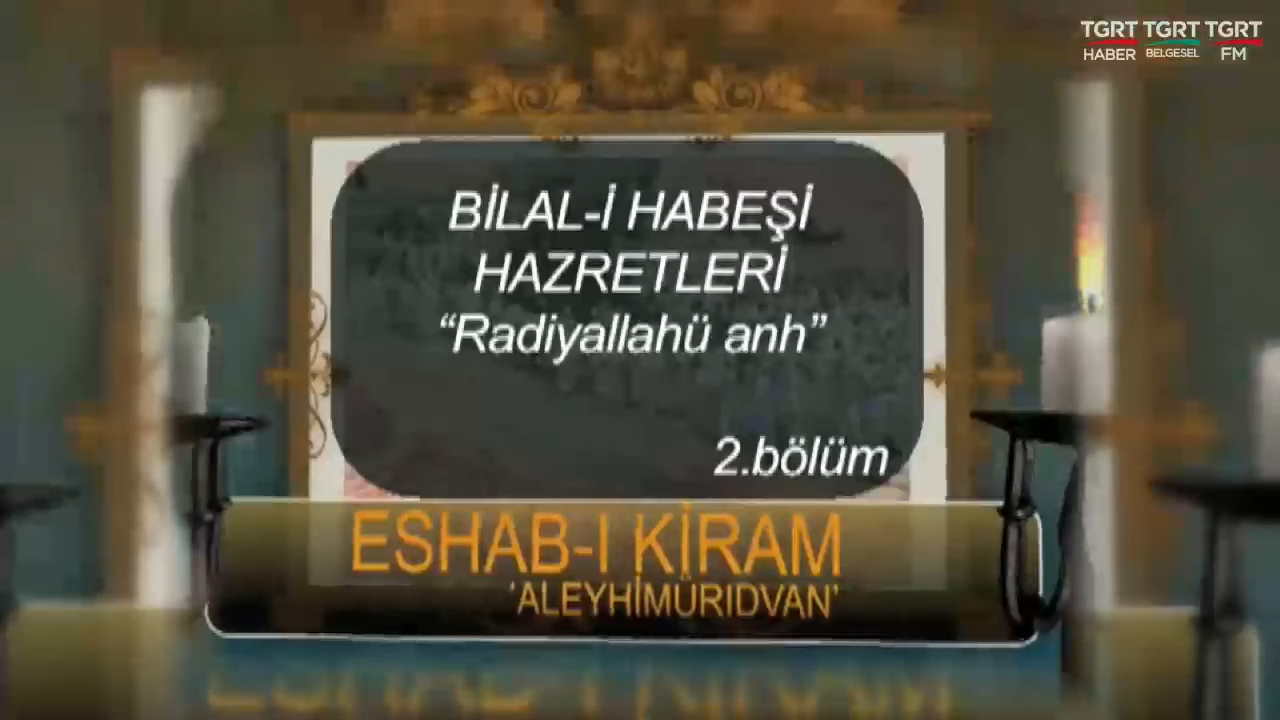 TGRT TGRT TGRT
HABER BELGESEL FM
BİLAL-İ HABEŞİ
HAZRETLERİ
“Radiyallahü anh”
2.bölüm
ESHAB-I KİRAM
‘ALEYHİMÜRIDVAN’